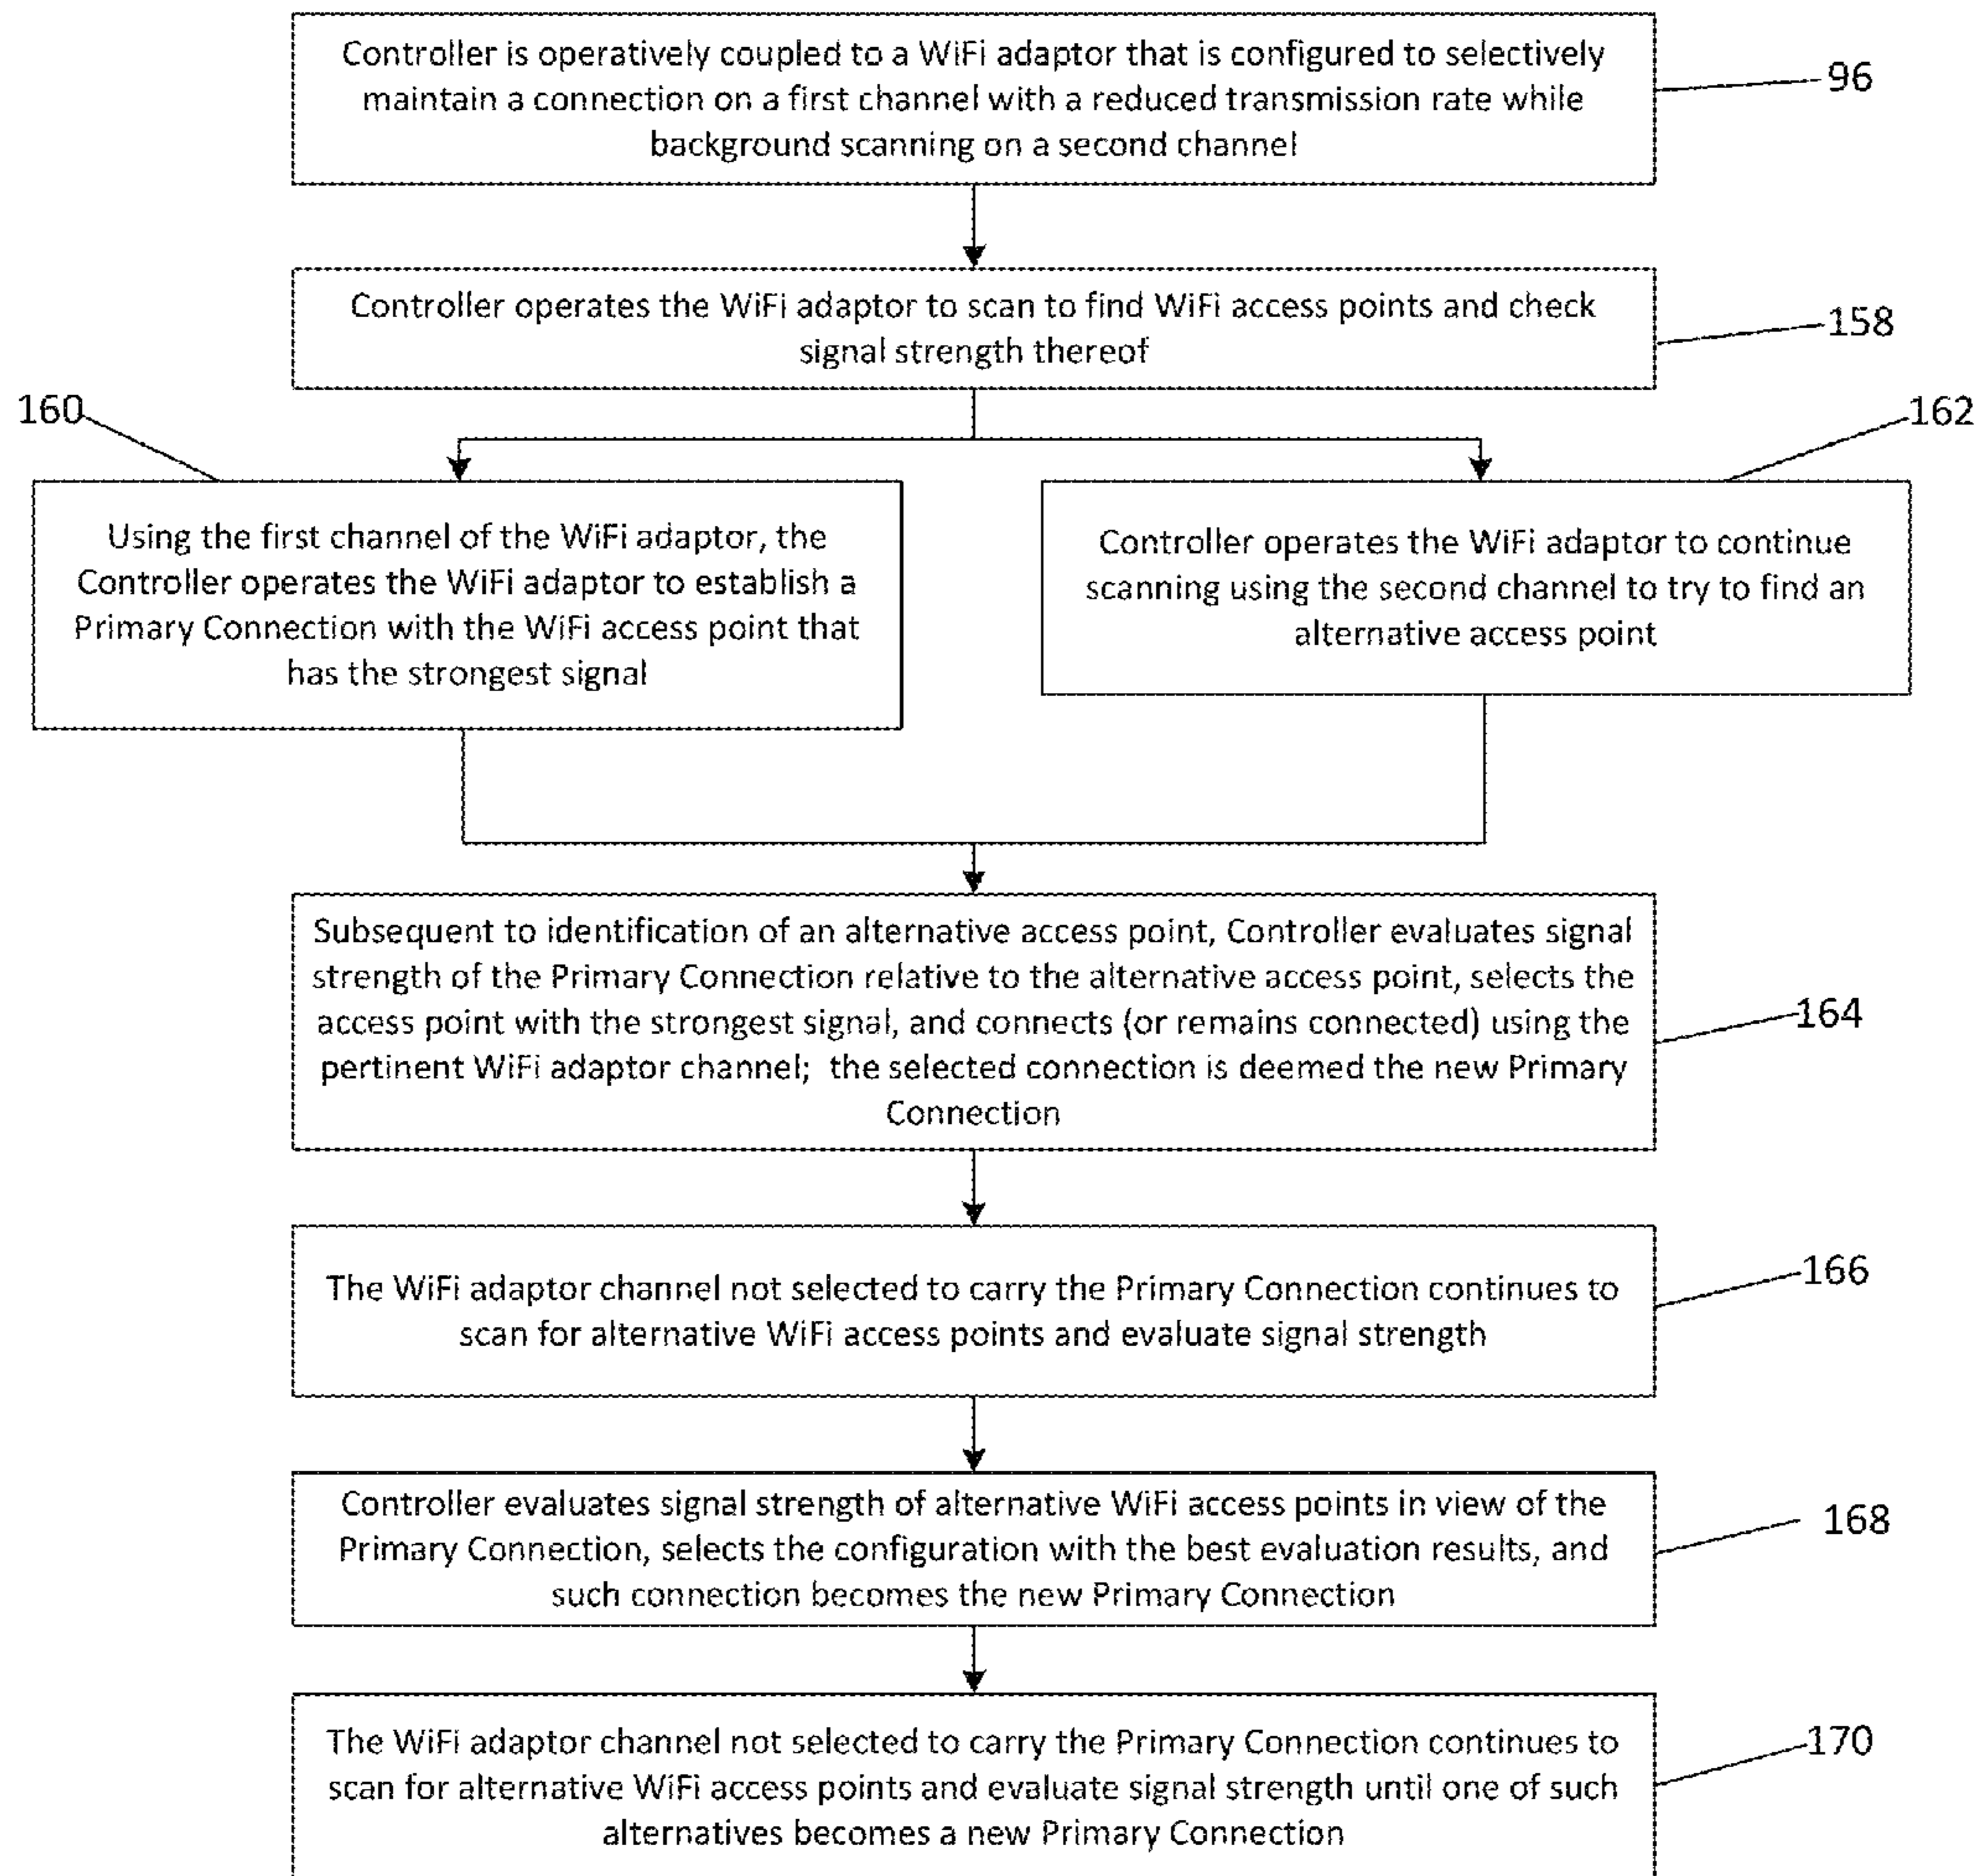 Controller is operatively coupled to a WiFi adaptor that is configured to selectively
maintain a connection on a first channel with a reduced transmission rate while
background scanning on a second channel
96
Controller operates the WiFi adaptor to scan to find WiFi access points and check
signal strength thereof
158
160
162
Using the first channel of the WiFi adaptor, the
Controller operates the WiFi adaptor to establish a
Primary Connection with the WiFi access point that
has the strongest signal
Controller operates the WiFi adaptor to continue
scanning using the second channel to try to find an
alternative access point
Subsequent to identification of an alternative access point, Controller evaluates signal
strength of the Primary Connection relative to the alternative access point, selects the
access point with the strongest signal, and connects (or remains connected) using the
pertinent WiFi adaptor channel; the selected connection is deemed the new Primary
Connection
164
The WiFi adaptor channel not selected to carry the Primary Connection continues to
scan for alternative WiFi access points and evaluate signal strength
166
Controller evaluates signal strength of alternative WiFi access points in view of the
Primary Connection, selects the configuration with the best evaluation results, and
such connection becomes the new Primary Connection
168
The WiFi adaptor channel not selected to carry the Primary Connection continues to
scan for alternative WiFi access points and evaluate signal strength until one of such
alternatives becomes a new Primary Connection
170